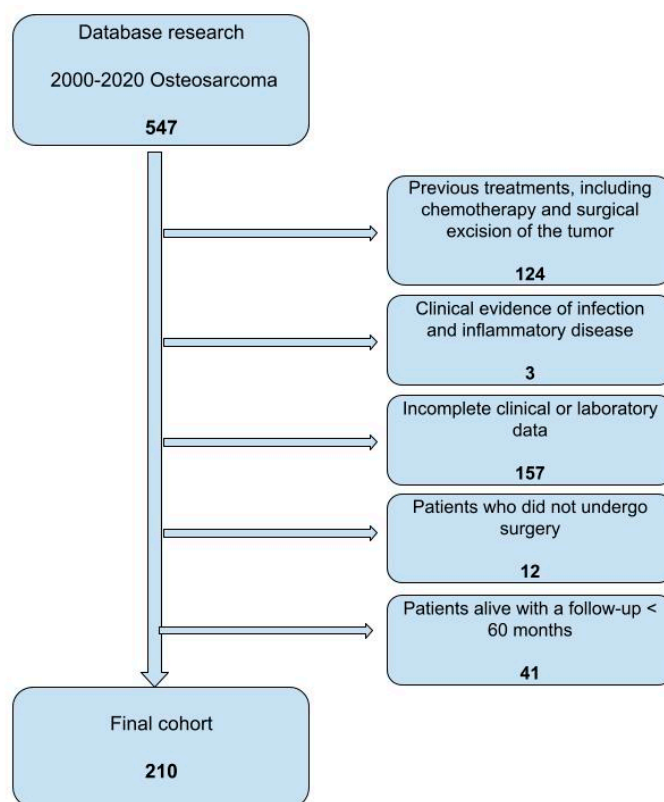 Database research
2000-2020 Osteosarcoma
547
Previous treatments, including
chemotherapy and surgical
excision of the tumor
124
Clinical evidence of infection
and inflammatory disease
3
Incomplete clinical or laboratory
data
157
Patients who did not undergo
surgery
12
Patients alive with a follow-up <
60 months
41
Final cohort
210